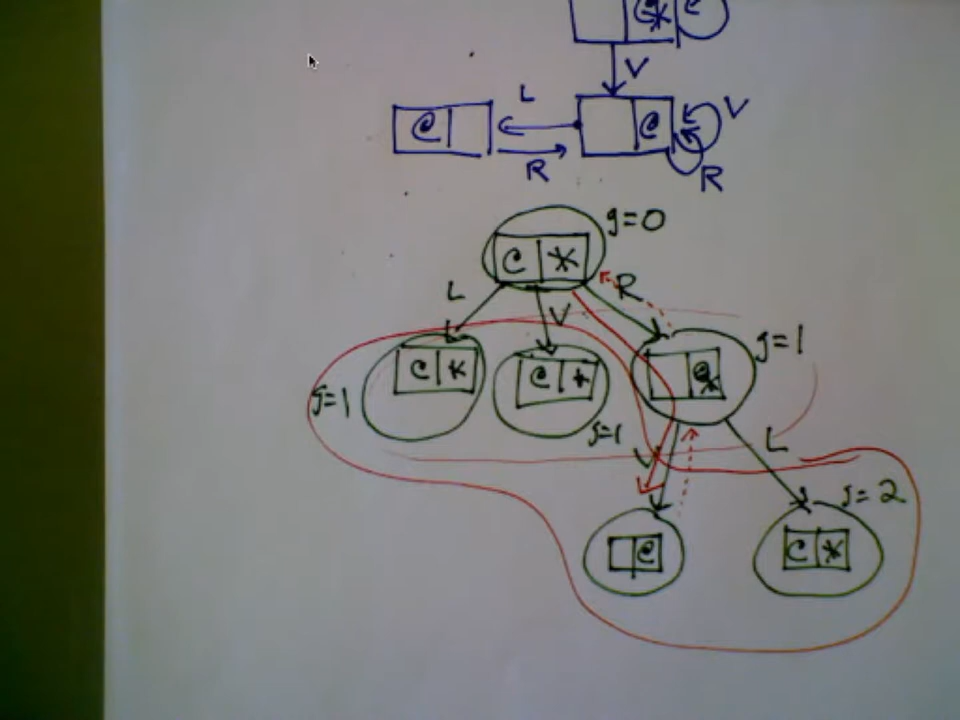 C * C
V
L
C C V
R
R
g=0
C *
L V R
g=1
C * C * C *
g=1
g=1
V L
g=2
C C *